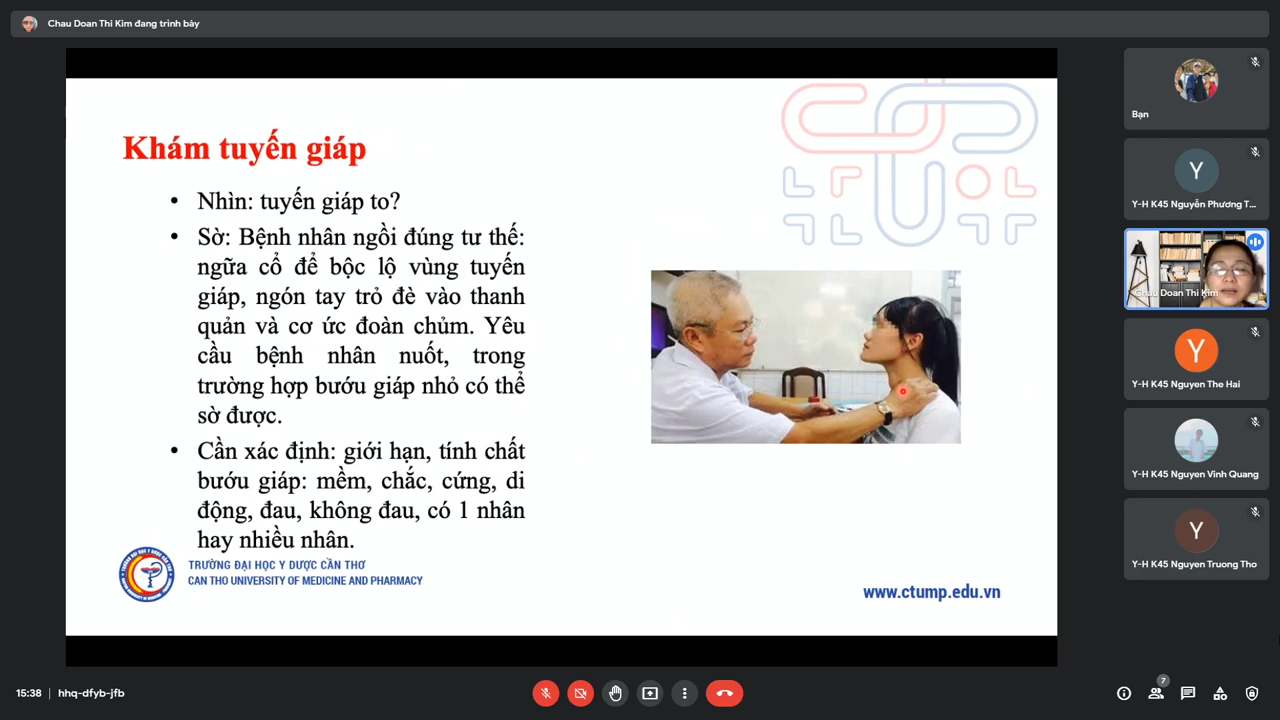 Chau Doan Thi Kim đang trình bày
Khám tuyến giáp
• Nhìn: tuyến giáp to?
• Sờ: Bệnh nhân ngồi đúng tư thế:
ngữa cổ để bộc lộ vùng tuyến
giáp, ngón tay trỏ đè vào thanh
quản và cơ ức đoàn chủm. Yêu
cầu bệnh nhân nuốt, trong
trường hợp bướu giáp nhỏ có thể
sờ được.
• Cần xác định: giới hạn, tính chất
bướu giáp: mềm, chắc, cứng, di
động, đau, không đau, có 1 nhân
hay nhiều nhân.
TRƯỜNG ĐẠI HỌC Y DƯỢC CẦN THƠ
CAN THO UNIVERSITY OF MEDICINE AND PHARMACY
www.ctump.edu.vn
Bạn
Y
Y-H K45 Nguyễn Phương T...
Chau Doan Thi Kim
Y
Y-H K45 Nguyen The Hai
Y-H K45 Nguyen Vinh Quang
Y
Y-H K45 Nguyen Truong Tho
15:38 | hhq-dfyb-jfb
7